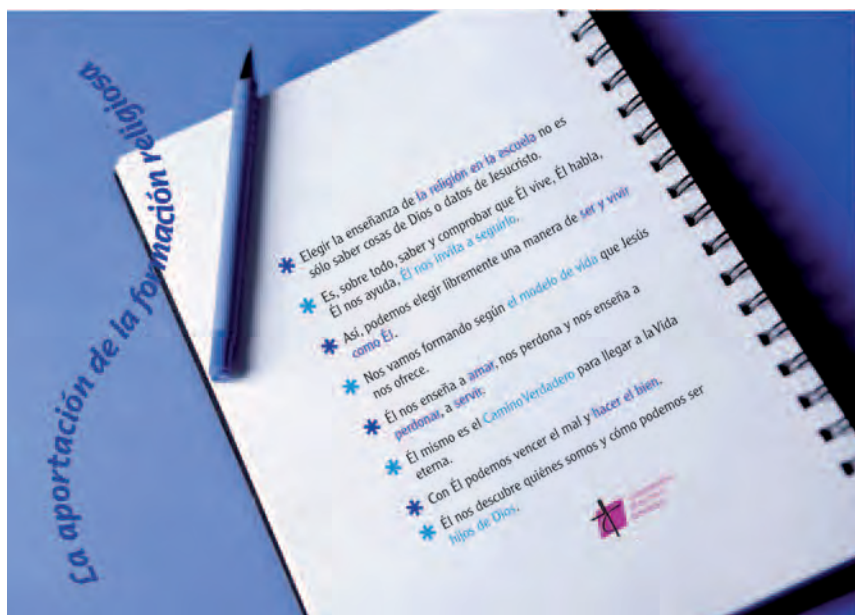 La aportación de la formación religiosa
Elegir la enseñanza de la religión en la escuela no es
sólo saber cosas de Dios o datos de Jesucristo.
Es, sobre todo, saber y comprobar que Él vive, Él habla,
Él nos ayuda, Él nos invita a seguirlo.
Así, podemos elegir libremente una manera de ser y vivir
como Él.
Nos vamos formando según el modelo de vida que Jesús
nos ofrece.
Él nos enseña a amar, nos perdona y nos enseña a
perdonar, a servir.
Él mismo es el Camino Verdadero para llegar a la Vida
eterna.
Con Él podemos vencer el mal y hacer el bien.
Él nos descubre quiénes somos y cómo podemos ser
hijos de Dios.